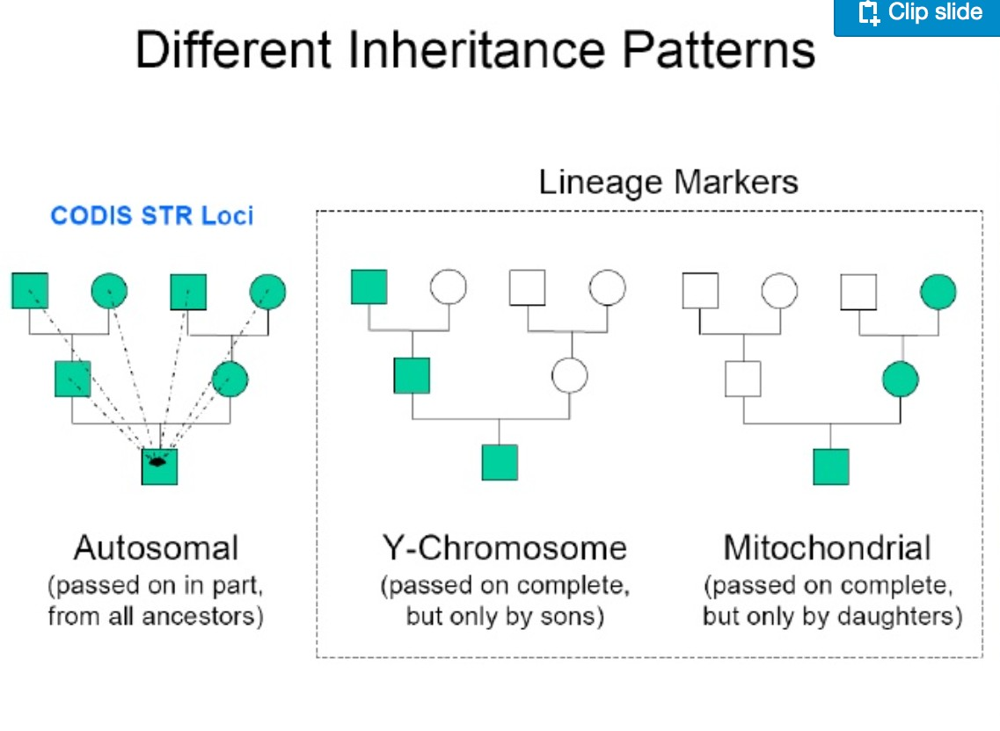 Clip slide
Different Inheritance Patterns
Lineage Markers
CODIS STR Loci
Autosomal
(passed on in part,
from all ancestors)
Y-Chromosome
(passed on complete,
but only by sons)
Mitochondrial
(passed on complete,
but only by daughters)